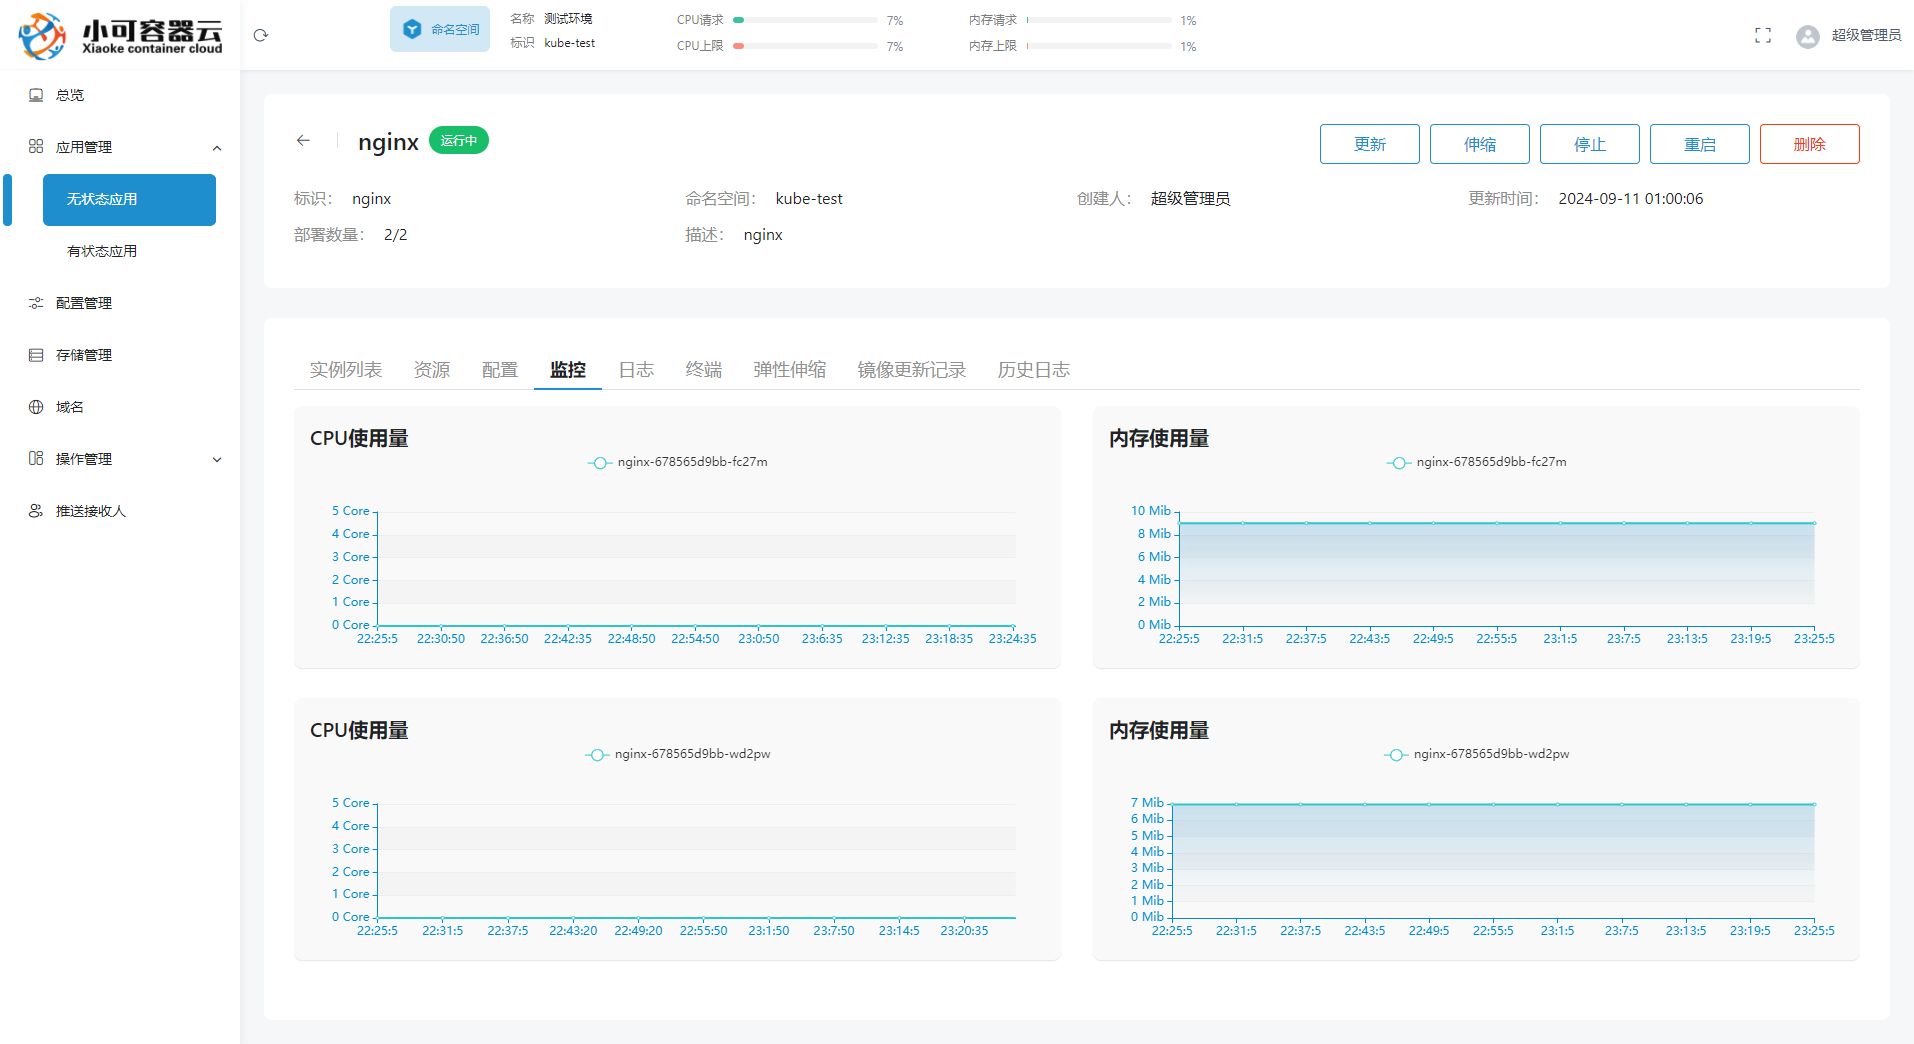 小可容器云
Xiaoke container cloud
命名空间
名称 测试环境
标识 kube-test
CPU请求 7%
CPU上限 7%
内存请求 1%
内存上限 1%
超级管理员
总览
应用管理
无状态应用
有状态应用
配置管理
存储管理
域名
操作管理
推送接收人
nginx 运行中
更新 伸缩 停止 重启 删除
标识： nginx 命名空间： kube-test 创建人： 超级管理员 更新时间： 2024-09-11 01:00:06
部署数量： 2/2 描述： nginx
实例列表 资源 配置 监控 日志 终端 弹性伸缩 镜像更新记录 历史日志
CPU使用量
nginx-678565d9bb-fc27m
5 Core
4 Core
3 Core
2 Core
1 Core
0 Core
22:25:5 22:30:50 22:36:50 22:42:35 22:48:50 22:54:50 23:0:50 23:6:35 23:12:35 23:18:35 23:24:35
内存使用量
nginx-678565d9bb-fc27m
10 Mib
8 Mib
6 Mib
4 Mib
2 Mib
0 Mib
22:25:5 22:31:5 22:37:5 22:43:5 22:49:5 22:55:5 23:1:5 23:7:5 23:13:5 23:19:5 23:25:5
CPU使用量
nginx-678565d9bb-wd2pw
5 Core
4 Core
3 Core
2 Core
1 Core
0 Core
22:25:5 22:31:5 22:37:5 22:43:20 22:49:20 22:55:50 23:1:50 23:7:50 23:14:5 23:20:35
内存使用量
nginx-678565d9bb-wd2pw
7 Mib
6 Mib
5 Mib
4 Mib
3 Mib
2 Mib
1 Mib
0 Mib
22:25:5 22:31:5 22:37:5 22:43:5 22:49:5 22:55:5 23:1:5 23:7:5 23:13:5 23:19:5 23:25:5